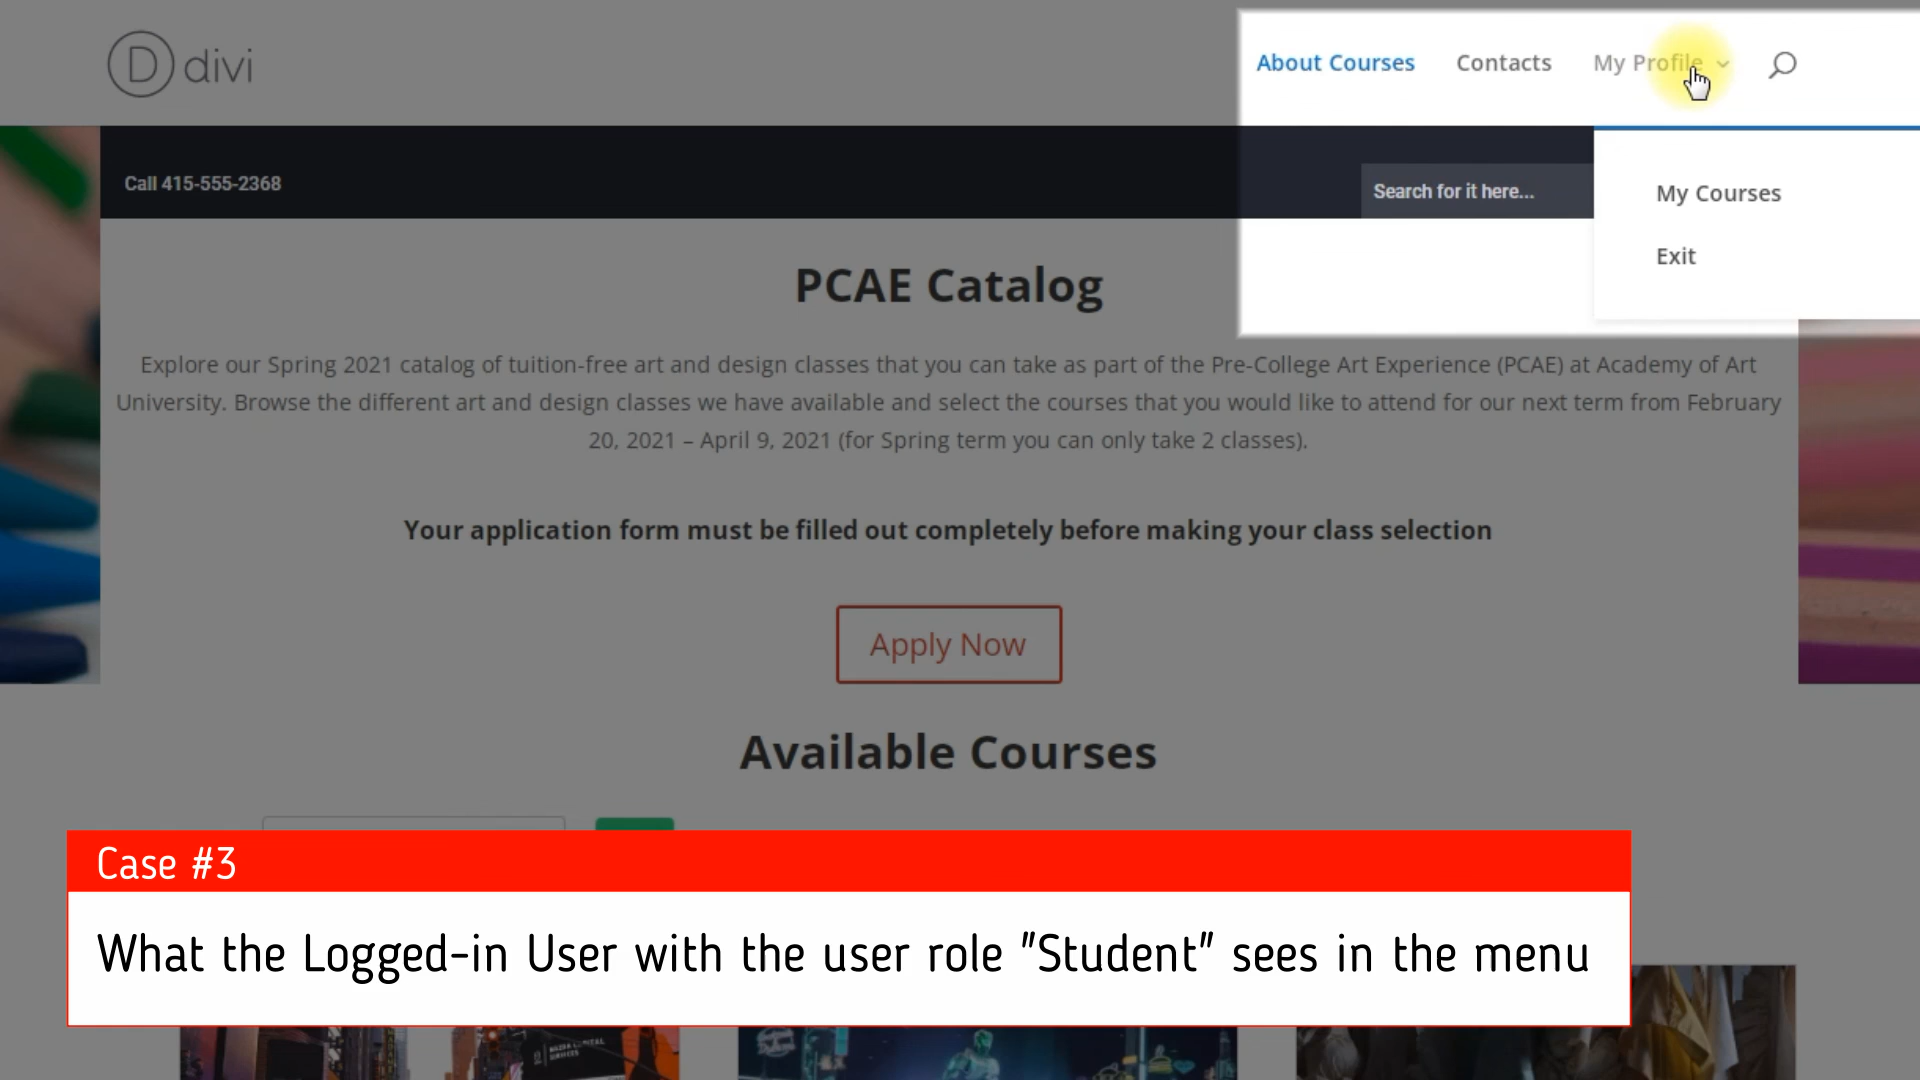 D divi
About Courses Contacts My Profile
Call 415-555-2368
Search for it here...
My Courses
Exit
PCAE Catalog
Explore our Spring 2021 catalog of tuition-free art and design classes that you can take as part of the Pre-College Art Experience (PCAE) at Academy of Art
University. Browse the different art and design classes we have available and select the courses that you would like to attend for our next term from February
20, 2021 – April 9, 2021 (for Spring term you can only take 2 classes).
Your application form must be filled out completely before making your class selection
Apply Now
Available Courses
Case #3
What the Logged-in User with the user role "Student" sees in the menu